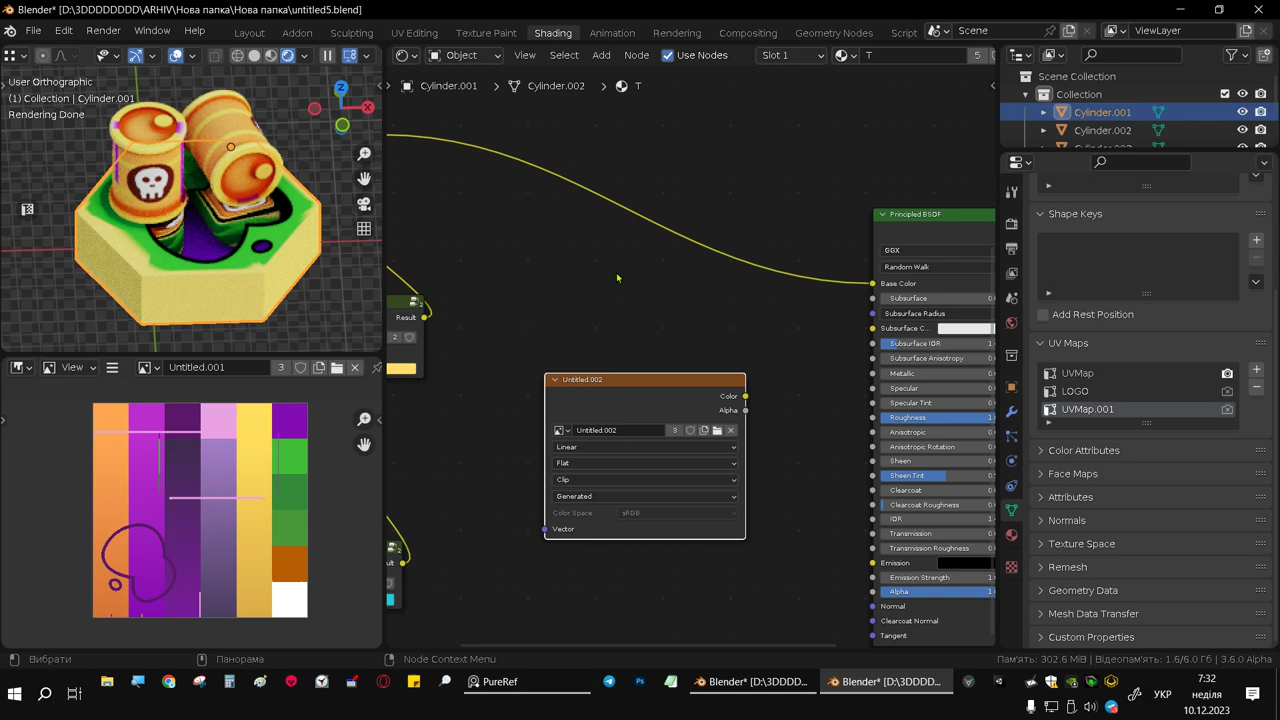 Blender* [D:\3DDDDDDDD\ARHIV\Нова папка\Нова папка\untitled5.blend]
File Edit Render Window Help Layout Addon Sculpting UV Editing Texture Paint Shading Animation Rendering Compositing Geometry Nodes Script Scene ViewLayer
Object View Select Add Node Use Nodes Slot 1 T 5
User Orthographic
(1) Collection | Cylinder.001
Rendering Done
Z
X
Cylinder.001 > Cylinder.002 > T
Result
2
Principled BSDF
GGX
Random Walk
Base Color
Subsurface
Subsurface Radius
Subsurface C...
Subsurface IOR
Subsurface Anisotropy
Metallic
Specular
Specular Tint
Roughness
Anisotropic
Anisotropic Rotation
Sheen
Sheen Tint
Clearcoat
Clearcoat Roughness
IOR
Transmission
Transmission Roughness
Emission
Emission Strength
Alpha
Normal
Clearcoat Normal
Tangent
Untitled.002
Color
Alpha
Untitled.002 3
Linear
Flat
Clip
Generated
Color Space sRGB
Vector
View Untitled.001 3
Scene Collection
Collection
Cylinder.001
Cylinder.002
Shape Keys
Add Rest Position
UV Maps
UVMap
LOGO
UVMap.001
Color Attributes
Face Maps
Attributes
Normals
Texture Space
Remesh
Geometry Data
Mesh Data Transfer
Custom Properties
Вибрати Панорама Node Context Menu Пам'ять: 302.6 MiB | Відеопам'ять: 1.6/6.0 Гб | 3.6.0 Alpha
PureRef Blender* [D:\3DDDD... Blender* [D:\3DDDD... УКР
7:32
неділя
10.12.2023